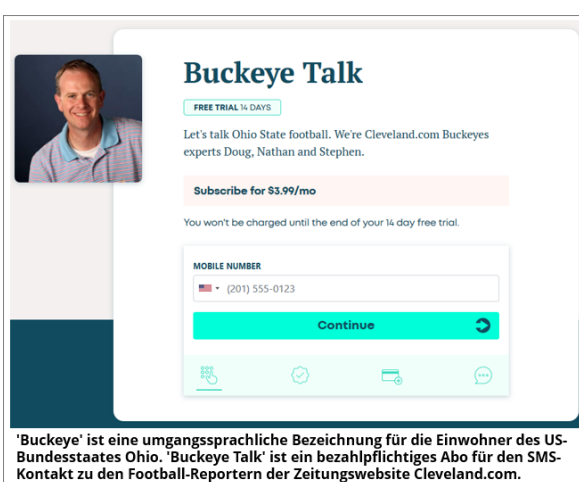 Buckeye Talk
FREE TRIAL 14 DAYS
Let's talk Ohio State football. We're Cleveland.com Buckeyes
experts Doug, Nathan and Stephen.
Subscribe for $3.99/mo
You won't be charged until the end of your 14 day free trial.
MOBILE NUMBER
(201) 555-0123
Continue
'Buckeye' ist eine umgangssprachliche Bezeichnung für die Einwohner des US-
Bundesstaates Ohio. 'Buckeye Talk' ist ein bezahlpflichtiges Abo für den SMS-
Kontakt zu den Football-Reportern der Zeitungswebsite Cleveland.com.